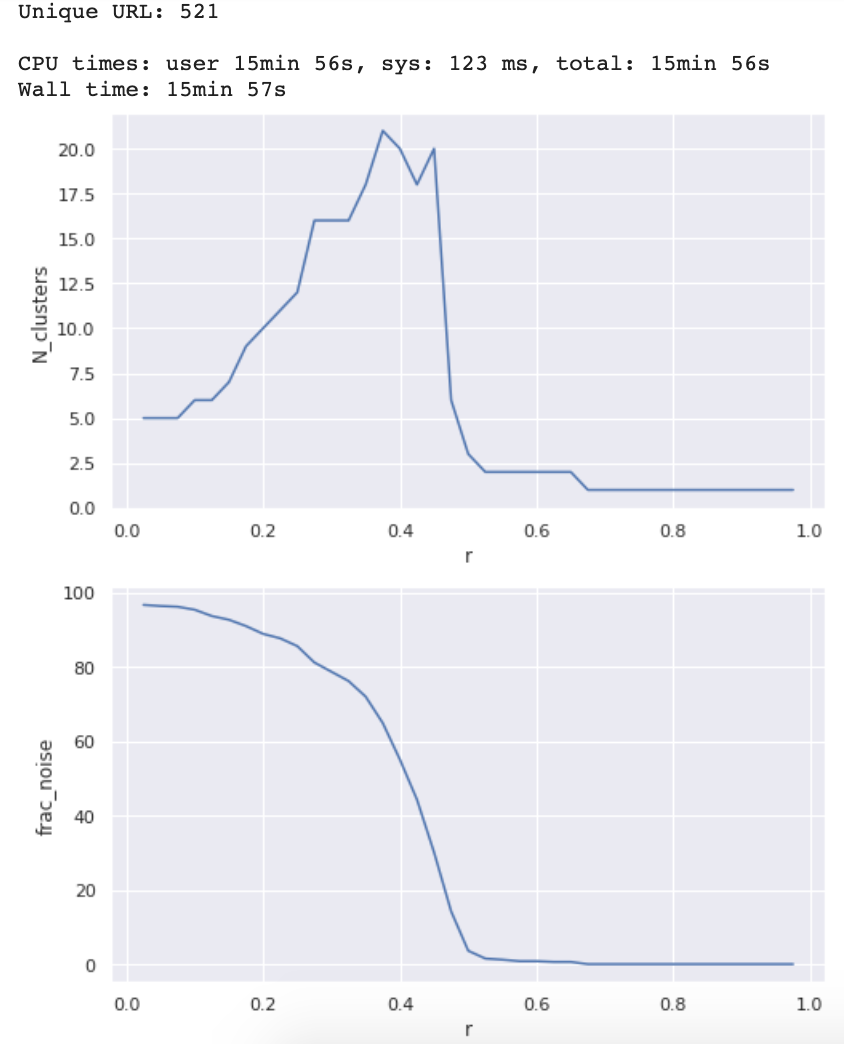 Unique URL: 521
CPU times: user 15min 56s, sys: 123 ms, total: 15min 56s
Wall time: 15min 57s
20.0
17.5
15.0
12.5
10.0
7.5
5.0
2.5
0.0
N_clusters
0.0 0.2 0.4 0.6 0.8 1.0
r
100
80
60
40
20
0
frac_noise
0.0 0.2 0.4 0.6 0.8 1.0
r